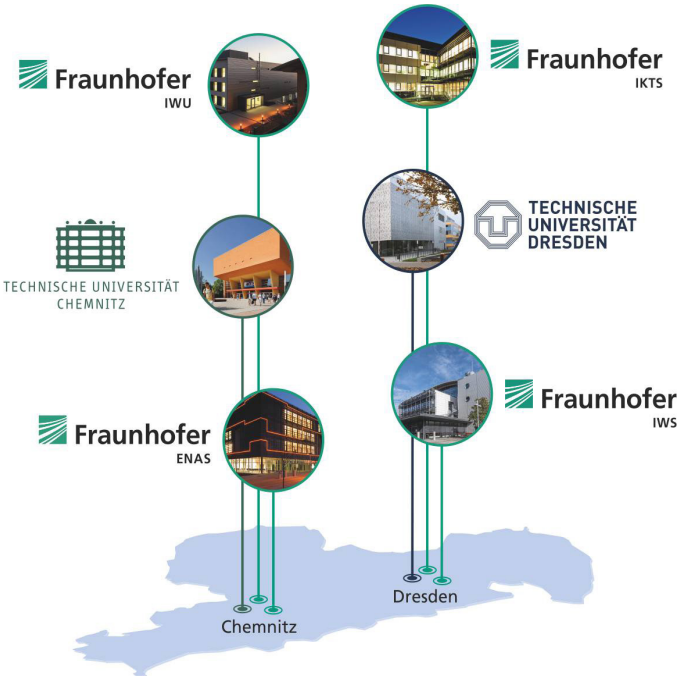 Fraunhofer
IWU
Fraunhofer
IKTS
TECHNISCHE UNIVERSITÄT
CHEMNITZ
TECHNISCHE
UNIVERSITÄT
DRESDEN
Fraunhofer
ENAS
Fraunhofer
IWS
Chemnitz
Dresden